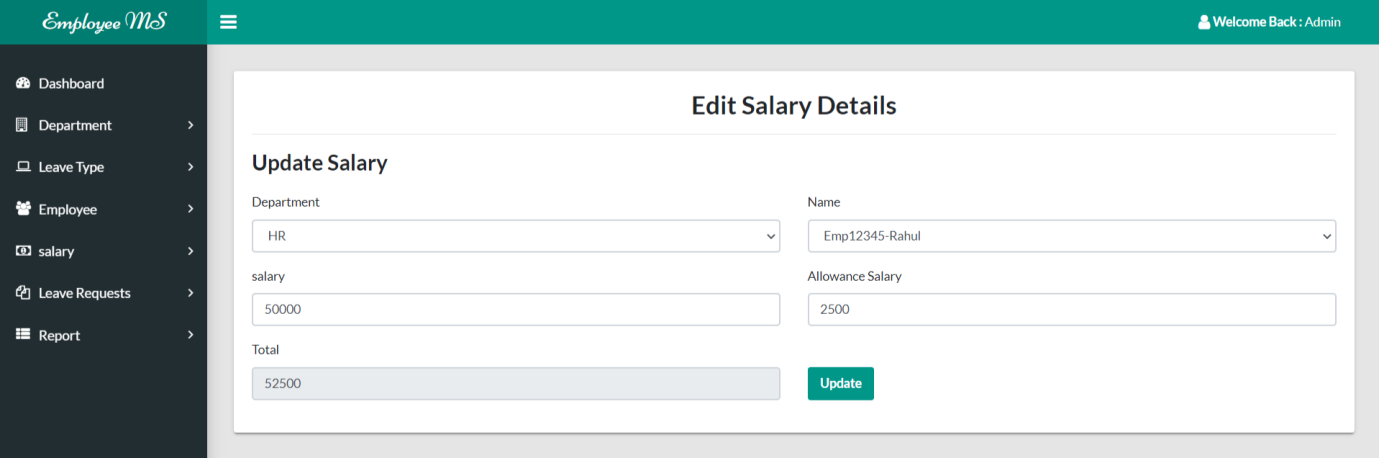 Employee MS
Welcome Back : Admin
Dashboard
Department
Leave Type
Employee
salary
Leave Requests
Report
Edit Salary Details
Update Salary
Department
Name
HR
Emp12345-Rahul
salary
Allowance Salary
50000
2500
Total
52500
Update